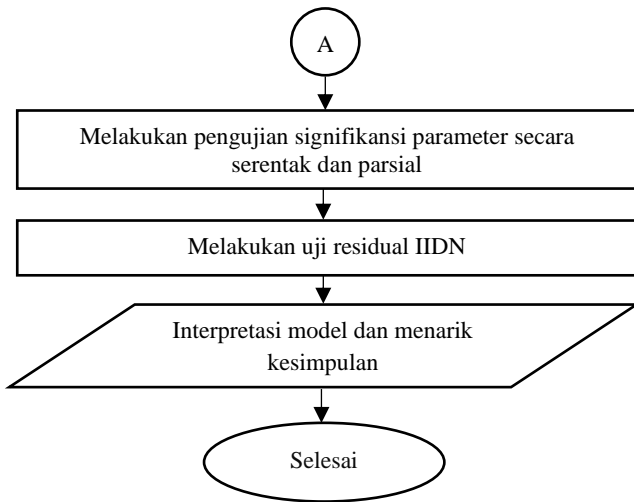 A
Melakukan pengujian signifikansi parameter secara
serentak dan parsial
Melakukan uji residual IIDN
Interpretasi model dan menarik
kesimpulan
Selesai